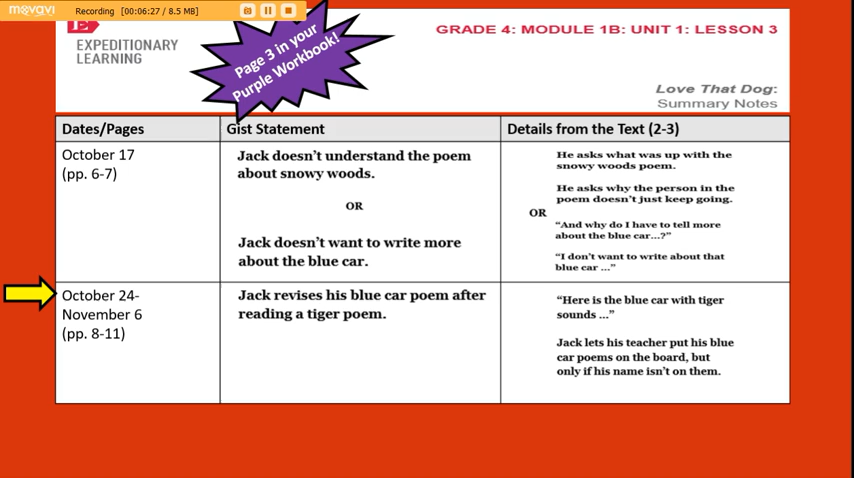 movavi
Recording [00:06:27 / 8.5 MB]
EXPEDITIONARY
LEARNING
Page 3 in your
Purple Workbook!
GRADE 4: MODULE 1B: UNIT 1: LESSON 3
Love That Dog:
Summary Notes
Dates/Pages
Gist Statement
Details from the Text (2-3)
October 17
(pp. 6-7)
Jack doesn’t understand the poem
about snowy woods.
OR
Jack doesn’t want to write more
about the blue car.
He asks what was up with the
snowy woods poem.
He asks why the person in the
poem doesn’t just keep going.
OR
“And why do I have to tell more
about the blue car...?”
“I don’t want to write about that
blue car ...”
October 24-
November 6
(pp. 8-11)
Jack revises his blue car poem after
reading a tiger poem.
“Here is the blue car with tiger
sounds ...”
Jack lets his teacher put his blue
car poems on the board, but
only if his name isn’t on them.